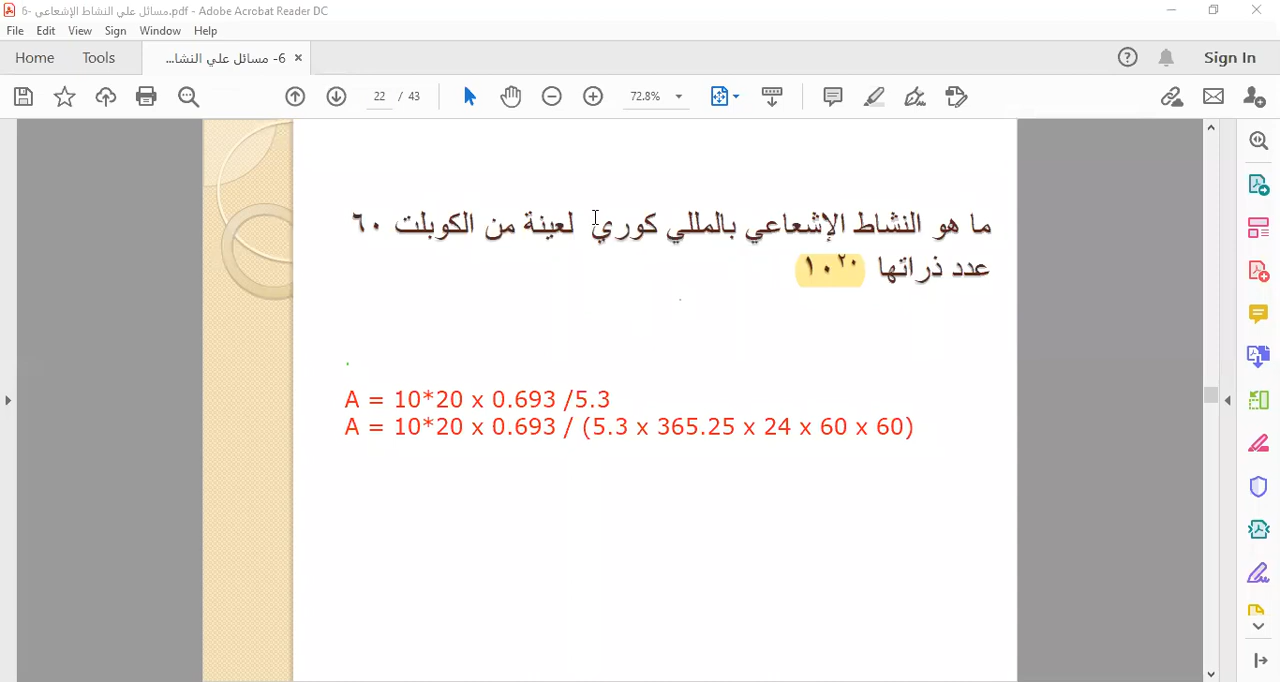 6- مسائل علي النشاط الإشعاعي.pdf - Adobe Acrobat Reader DC
File Edit View Sign Window Help
Home Tools 6- مسائل علي النشا... × Sign In
22 / 43 72.8%
ما هو النشاط الإشعاعي بالمللي كوري لعينة من الكوبلت ٦٠
عدد ذراتها ١٠²⁰
A = 10*20 x 0.693 /5.3
A = 10*20 x 0.693 / (5.3 x 365.25 x 24 x 60 x 60)